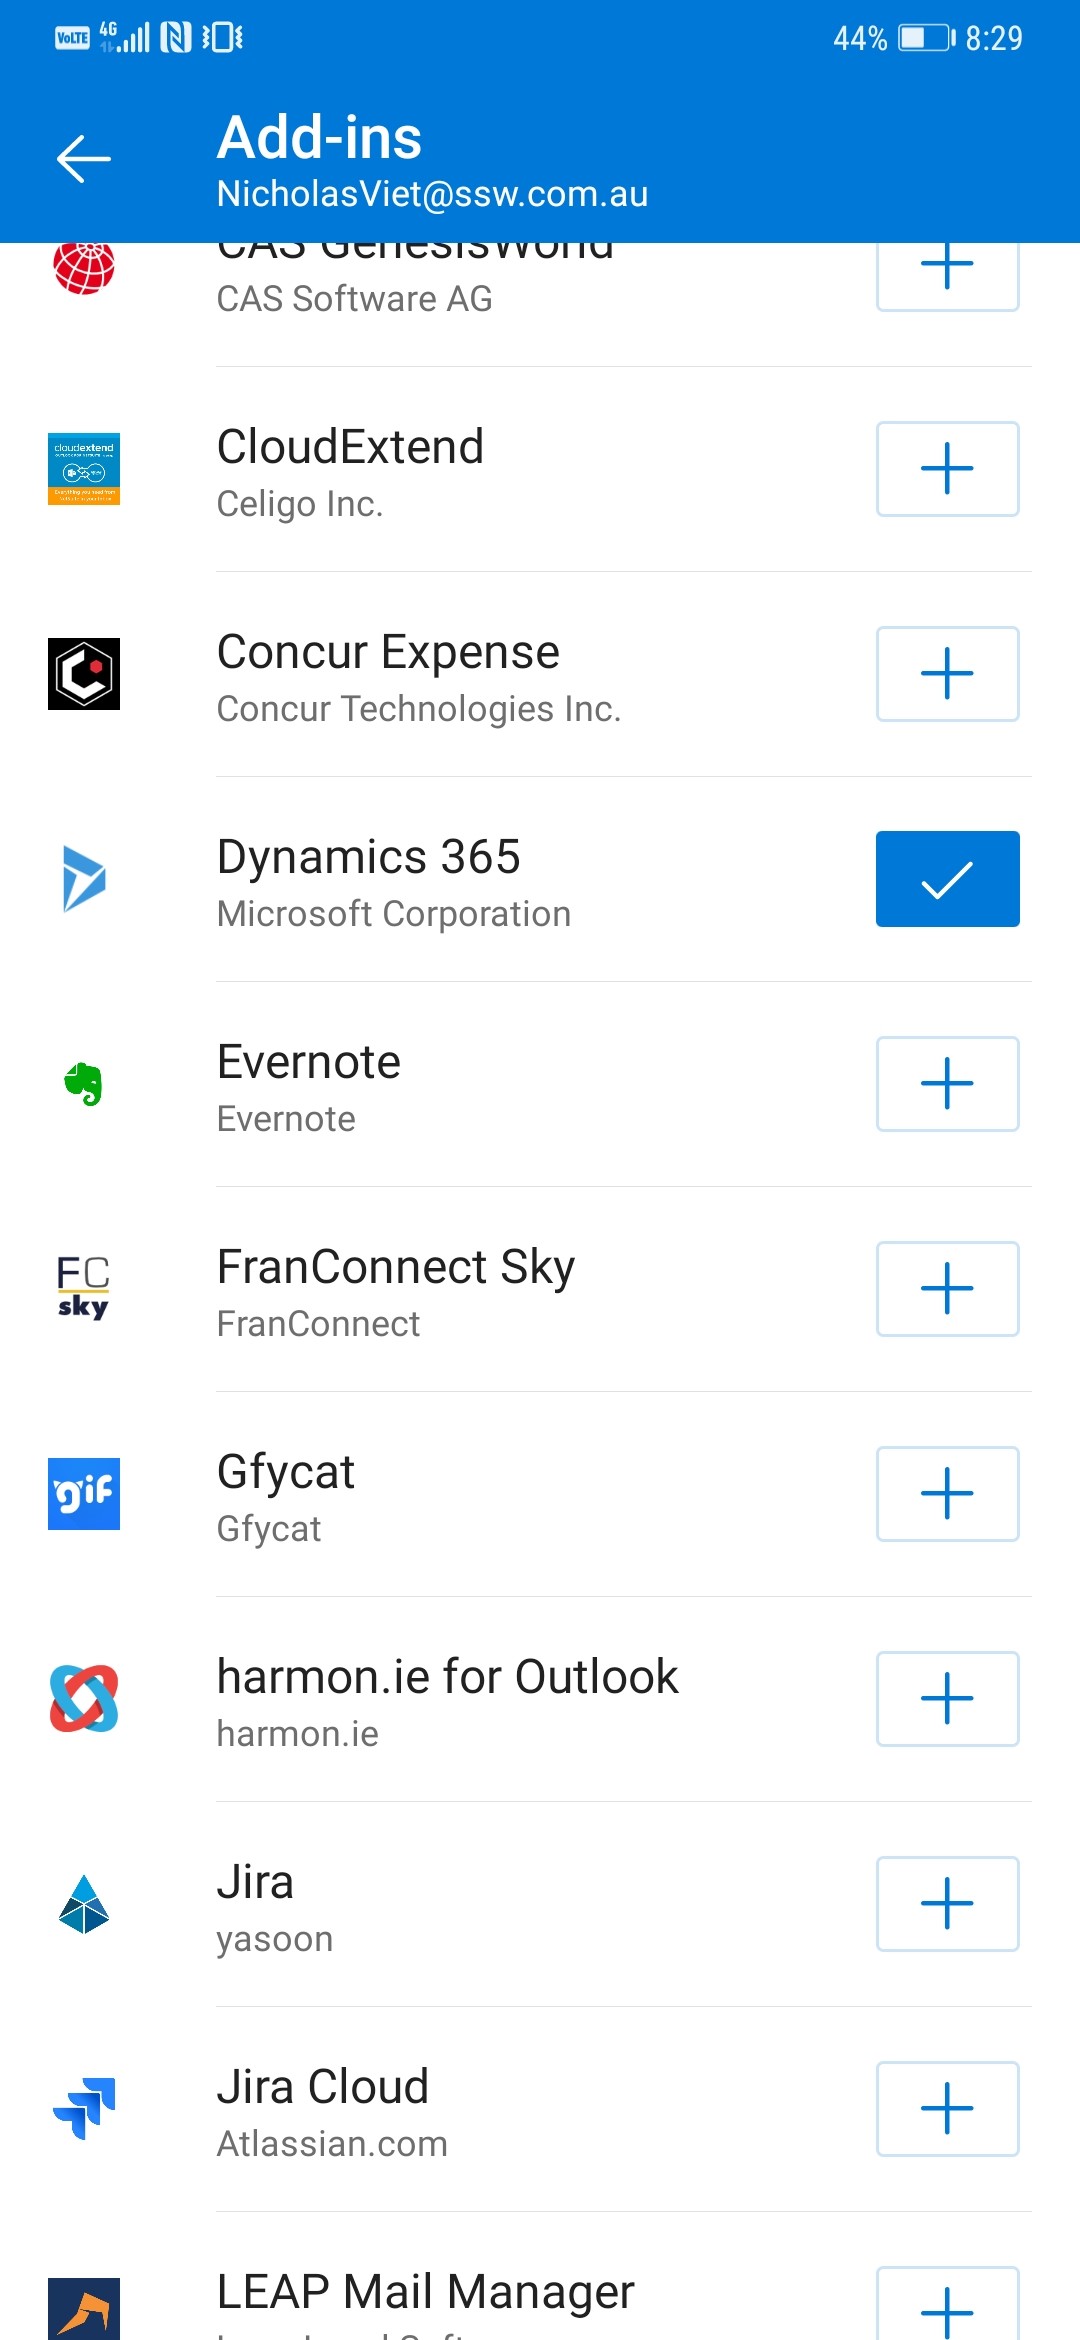 VoLTE 4G 44% 8:29
Add-ins
NicholasViet@ssw.com.au
CAS GenesisWorld
CAS Software AG
cloudextend
CloudExtend
Celigo Inc.
Concur Expense
Concur Technologies Inc.
Dynamics 365
Microsoft Corporation
Evernote
Evernote
FC
sky
FranConnect Sky
FranConnect
gif
Gfycat
Gfycat
harmon.ie for Outlook
harmon.ie
Jira
yasoon
Jira Cloud
Atlassian.com
LEAP Mail Manager